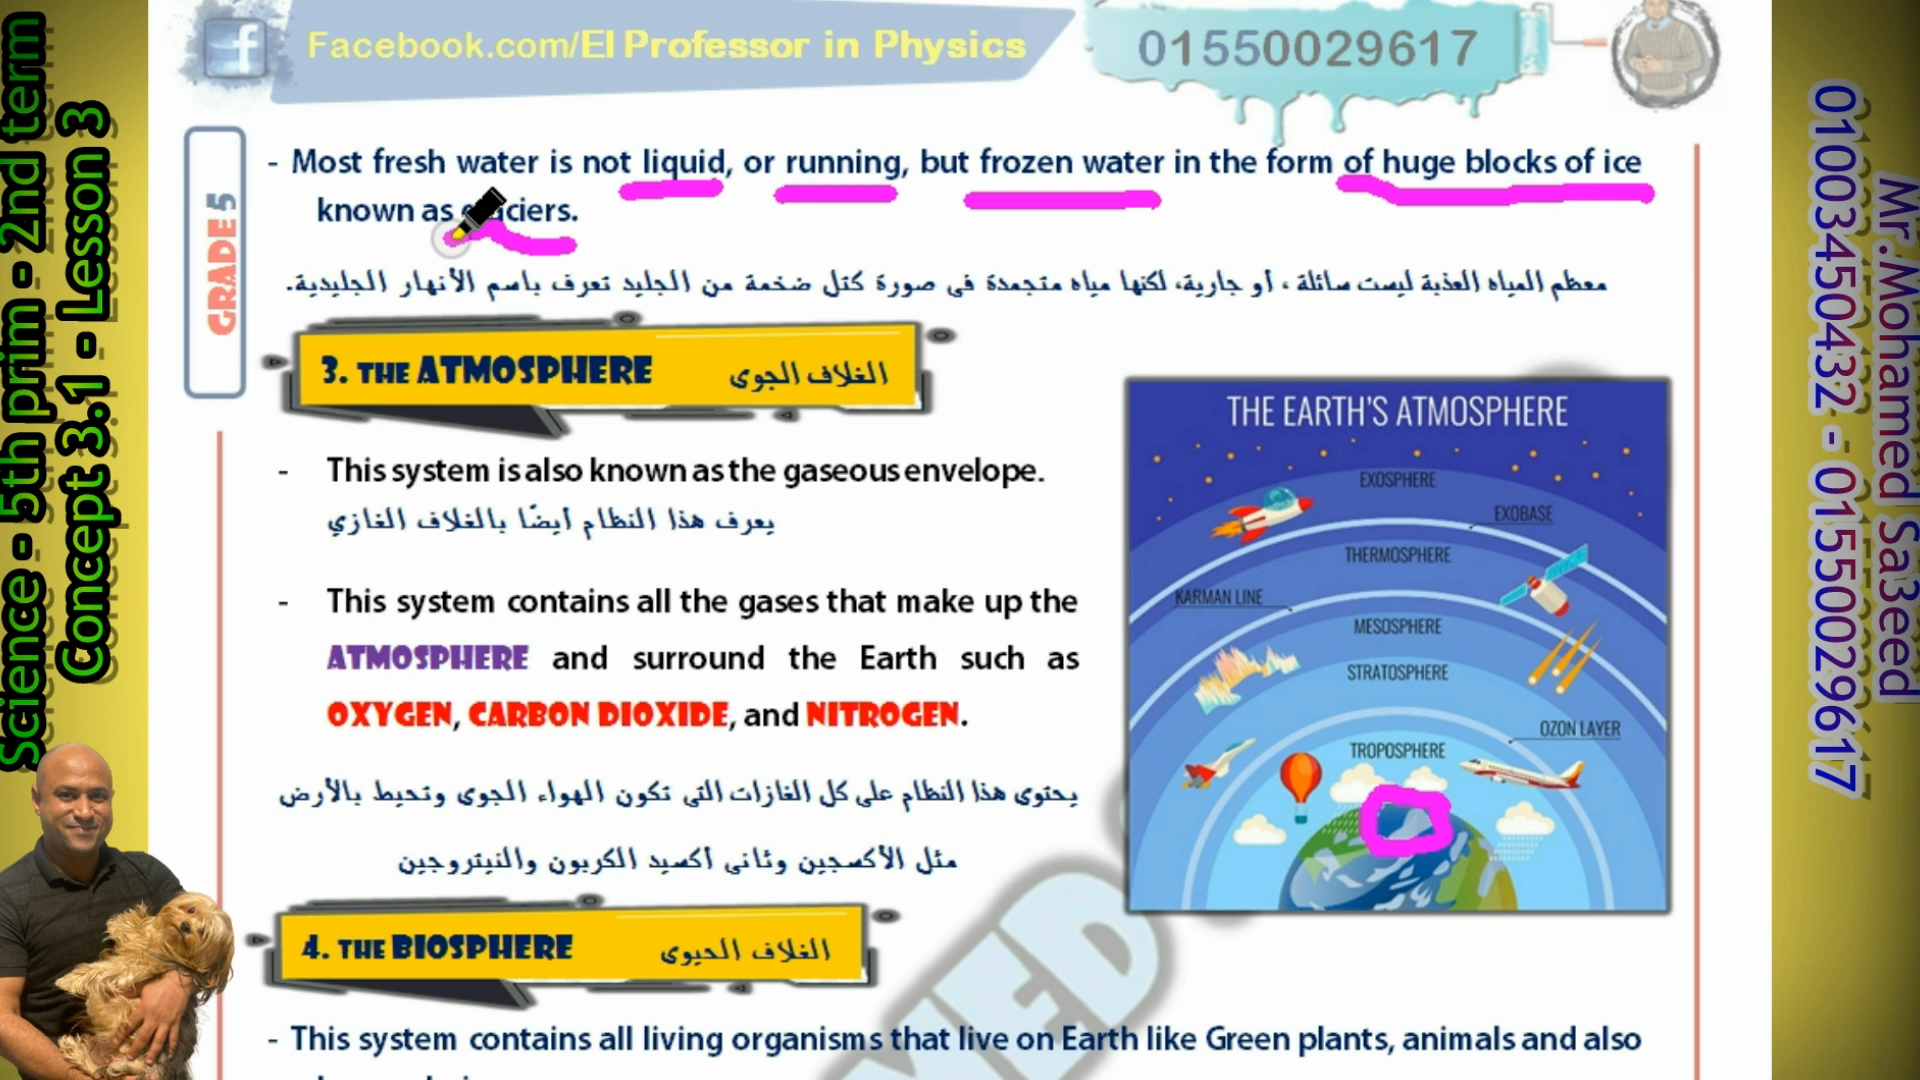 Facebook.com/El Professor in Physics
01550029617
Science - 5th prim - 2nd term
Concept 3.1 - Lesson 3
GRADE 5
- Most fresh water is not liquid, or running, but frozen water in the form of huge blocks of ice
known as
معظم المياه العذبة ليست سائلة ، أو جارية، لكنها مياه متجمدة فى صورة كتل ضخمة من الجليد تعرف باسم الأنهار الجليدية.
3. THE ATMOSPHERE الغلاف الجوى
- This system is also known as the gaseous envelope.
يعرف هذا النظام أيضًا بالغلاف الغازي
- This system contains all the gases that make up the
ATMOSPHERE and surround the Earth such as
OXYGEN, CARBON DIOXIDE, and NITROGEN.
يحتوى هذا النظام على كل الغازات التى تكون الهواء الجوى وتحيط بالأرض
مثل الأكسجين وثانى أكسيد الكربون والنيتروجين
THE EARTH'S ATMOSPHERE
EXOSPHERE
EXOBASE
THERMOSPHERE
KARMAN LINE
MESOSPHERE
STRATOSPHERE
OZON LAYER
TROPOSPHERE
4. THE BIOSPHERE الغلاف الحيوى
- This system contains all living organisms that live on Earth like Green plants, animals and also
Mr.Mohamed Sa3eed
01003450432 - 01550029617